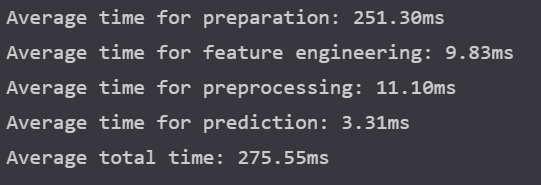 Average time for preparation: 251.30ms
Average time for feature engineering: 9.83ms
Average time for preprocessing: 11.10ms
Average time for prediction: 3.31ms
Average total time: 275.55ms